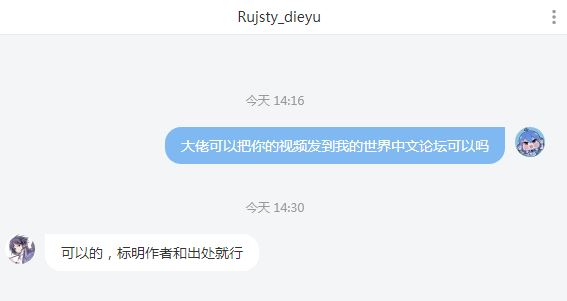 Rujsty_dieyu
今天 14:16
大佬可以把你的视频发到我的世界中文论坛可以吗
今天 14:30
可以的，标明作者和出处就行